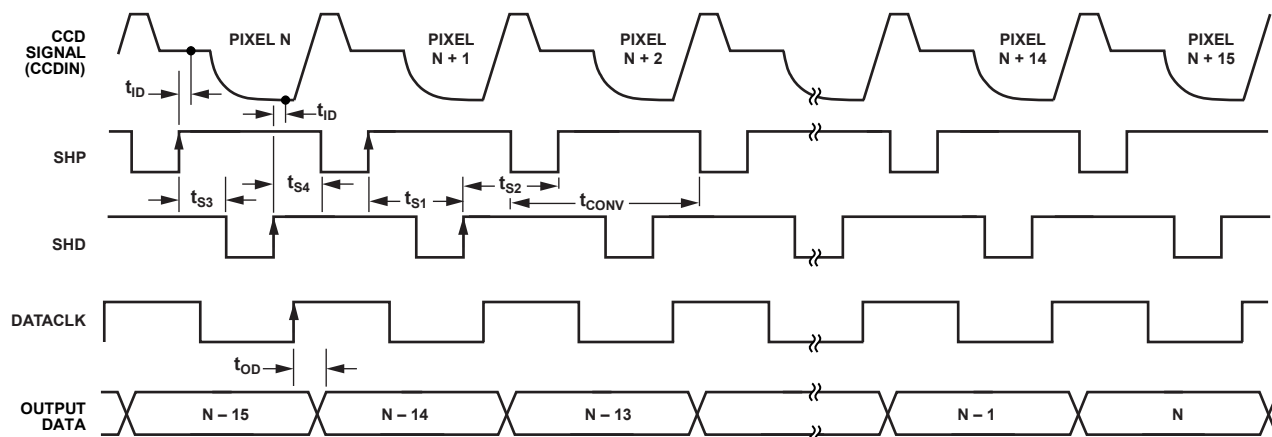 CCD
SIGNAL
(CCDIN)
PIXEL N
PIXEL
N + 1
PIXEL
N + 2
PIXEL
N + 14
PIXEL
N + 15
tID
tID
SHP
tS3
tS4
tS1
tS2
tCONV
SHD
DATACLK
tOD
OUTPUT
DATA
N – 15
N – 14
N – 13
N – 1
N